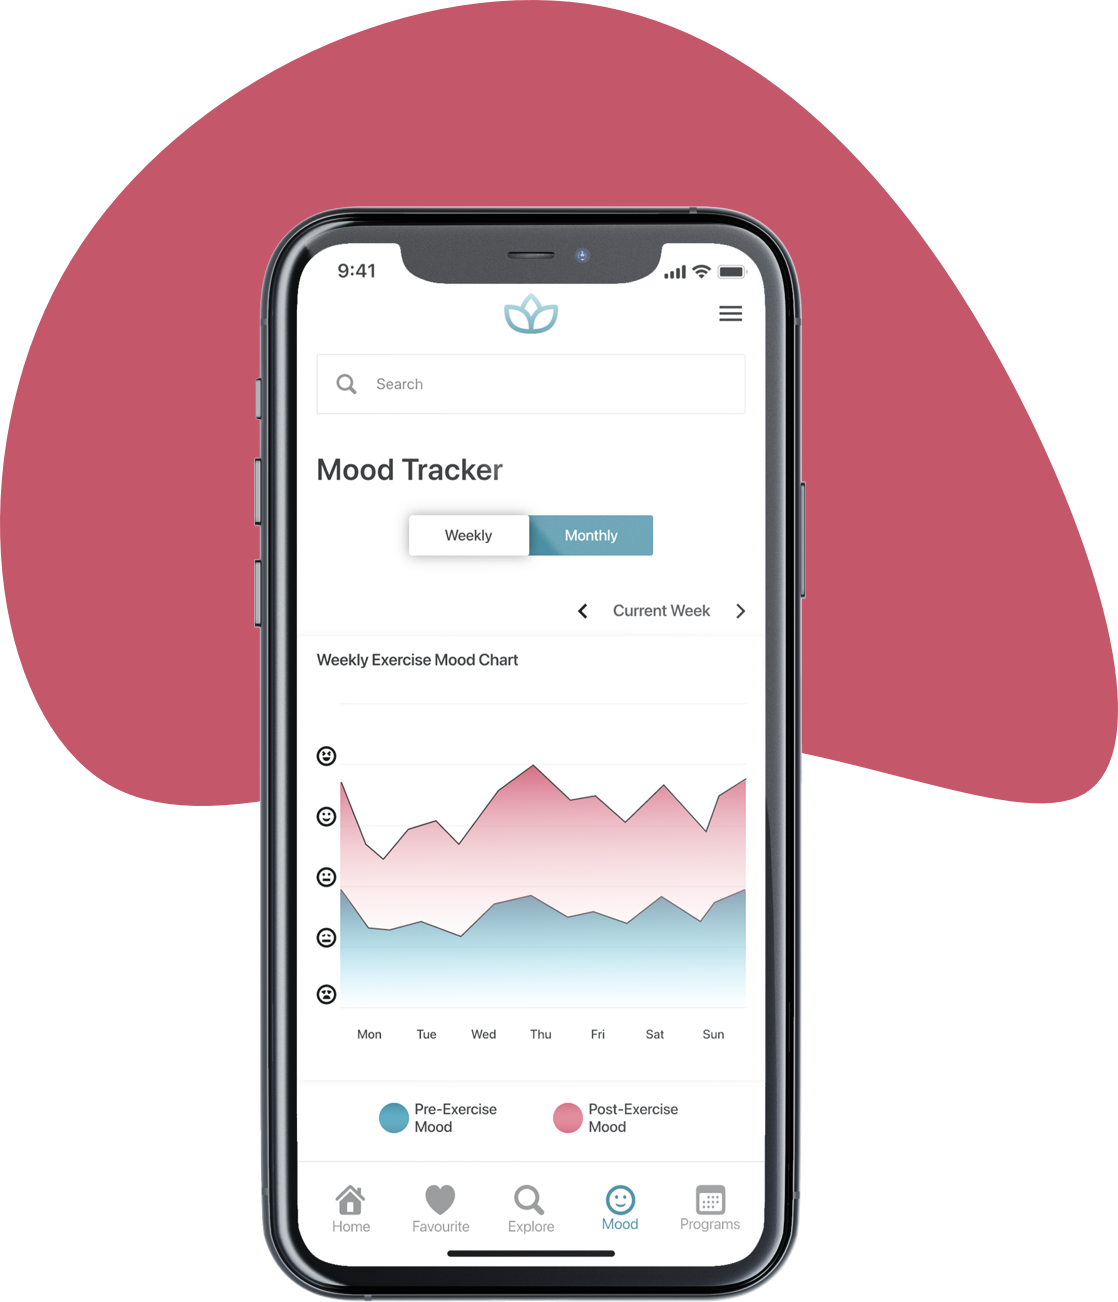 9:41
Search
Mood Tracker
Weekly Monthly
Current Week
Weekly Exercise Mood Chart
Mon Tue Wed Thu Fri Sat Sun
Pre-Exercise
Mood
Post-Exercise
Mood
Home Favourite Explore Mood Programs